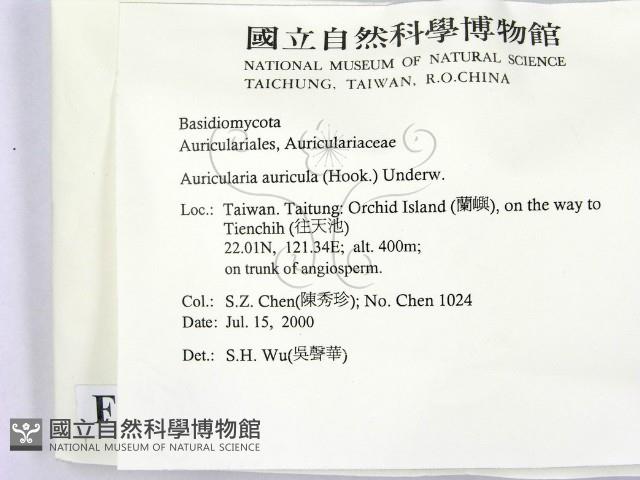 國立自然科學博物館
NATIONAL MUSEUM OF NATURAL SCIENCE
TAICHUNG, TAIWAN, R.O.CHINA
Basidiomycota
Auriculariales, Auriculariaceae
Auricularia auricula (Hook.) Underw.
Loc.: Taiwan. Taitung: Orchid Island (蘭嶼), on the way to
Tienchih (往天池)
22.01N, 121.34E; alt. 400m;
on trunk of angiosperm.
Col.: S.Z. Chen(陳秀珍); No. Chen 1024
Date: Jul. 15, 2000
Det.: S.H. Wu(吳聲華)
F
國立自然科學博物館
NATIONAL MUSEUM OF NATURAL SCIENCE